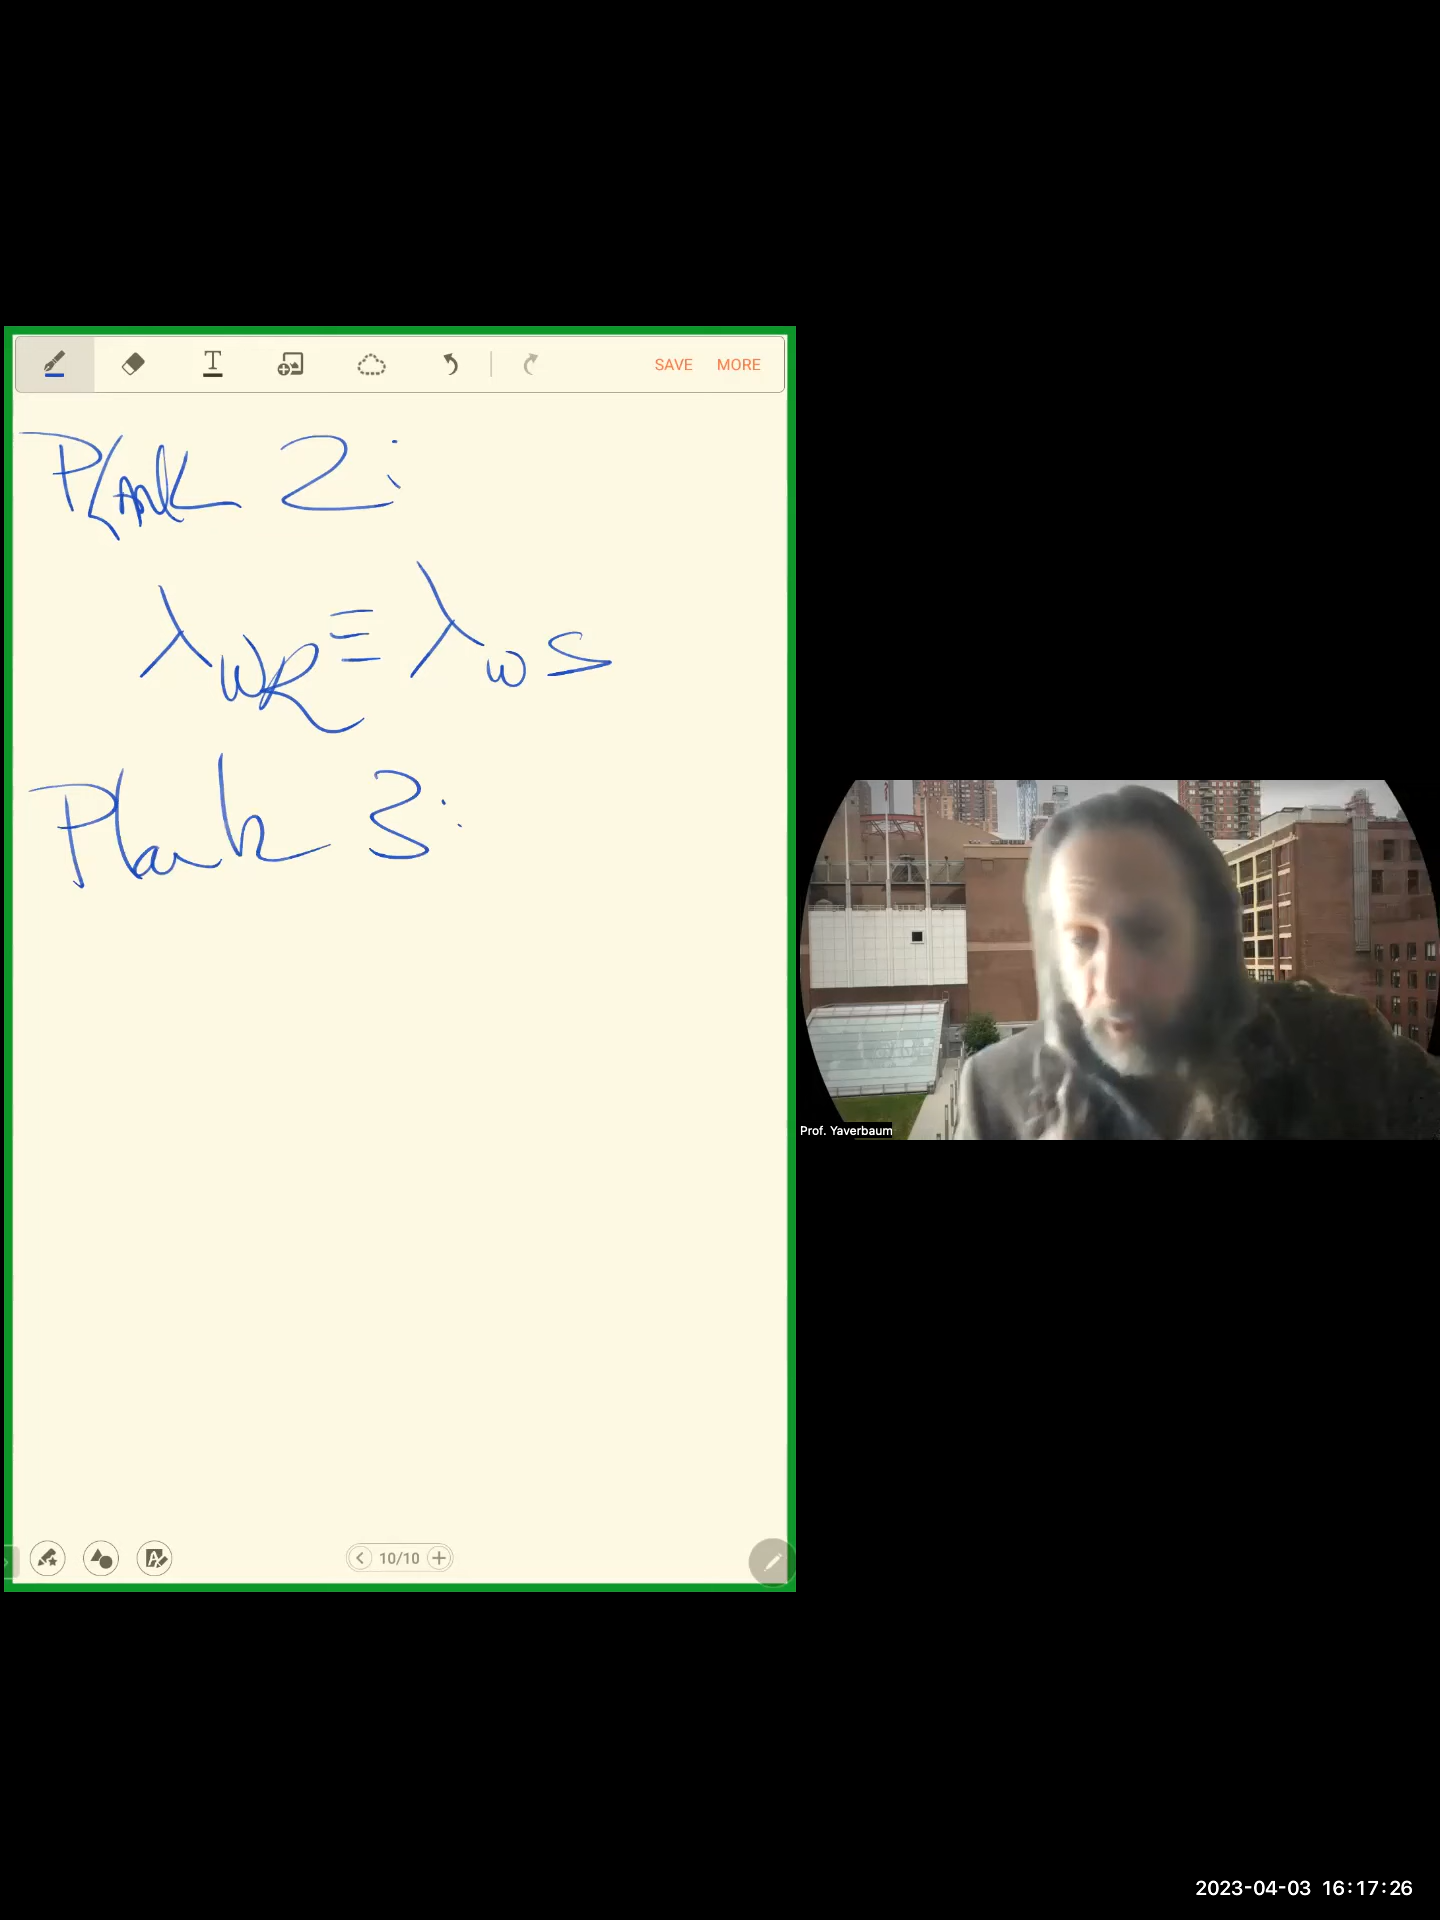 SAVE MORE
Plank 2:
λWR ≡ λWS
Plank 3:
Prof. Yaverbaum
10/10
2023-04-03 16:17:26